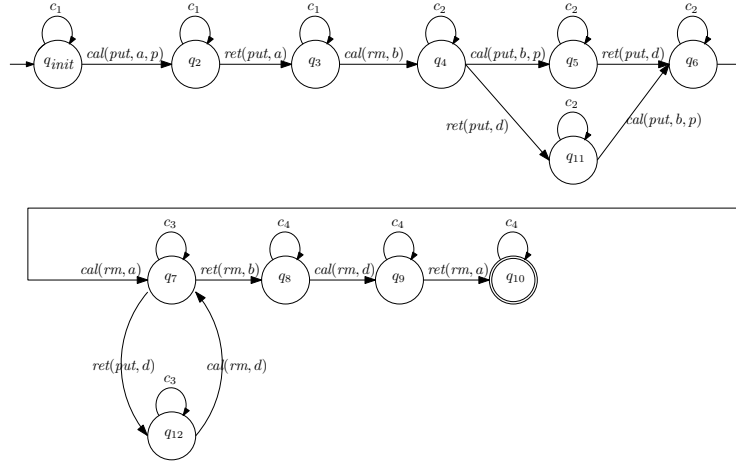 c₁ c₁ c₁ c₂ c₂ c₂
q_init cal(put, a, p) q₂ ret(put, a) q₃ cal(rm, b) q₄ cal(put, b, p) q₅ ret(put, d) q₆
c₂
ret(put, d) cal(put, b, p)
q₁₁
c₃ c₄ c₄ c₄
cal(rm, a) q₇ ret(rm, b) q₈ cal(rm, d) q₉ ret(rm, a) q₁₀
ret(put, d) cal(rm, d)
c₃
q₁₂